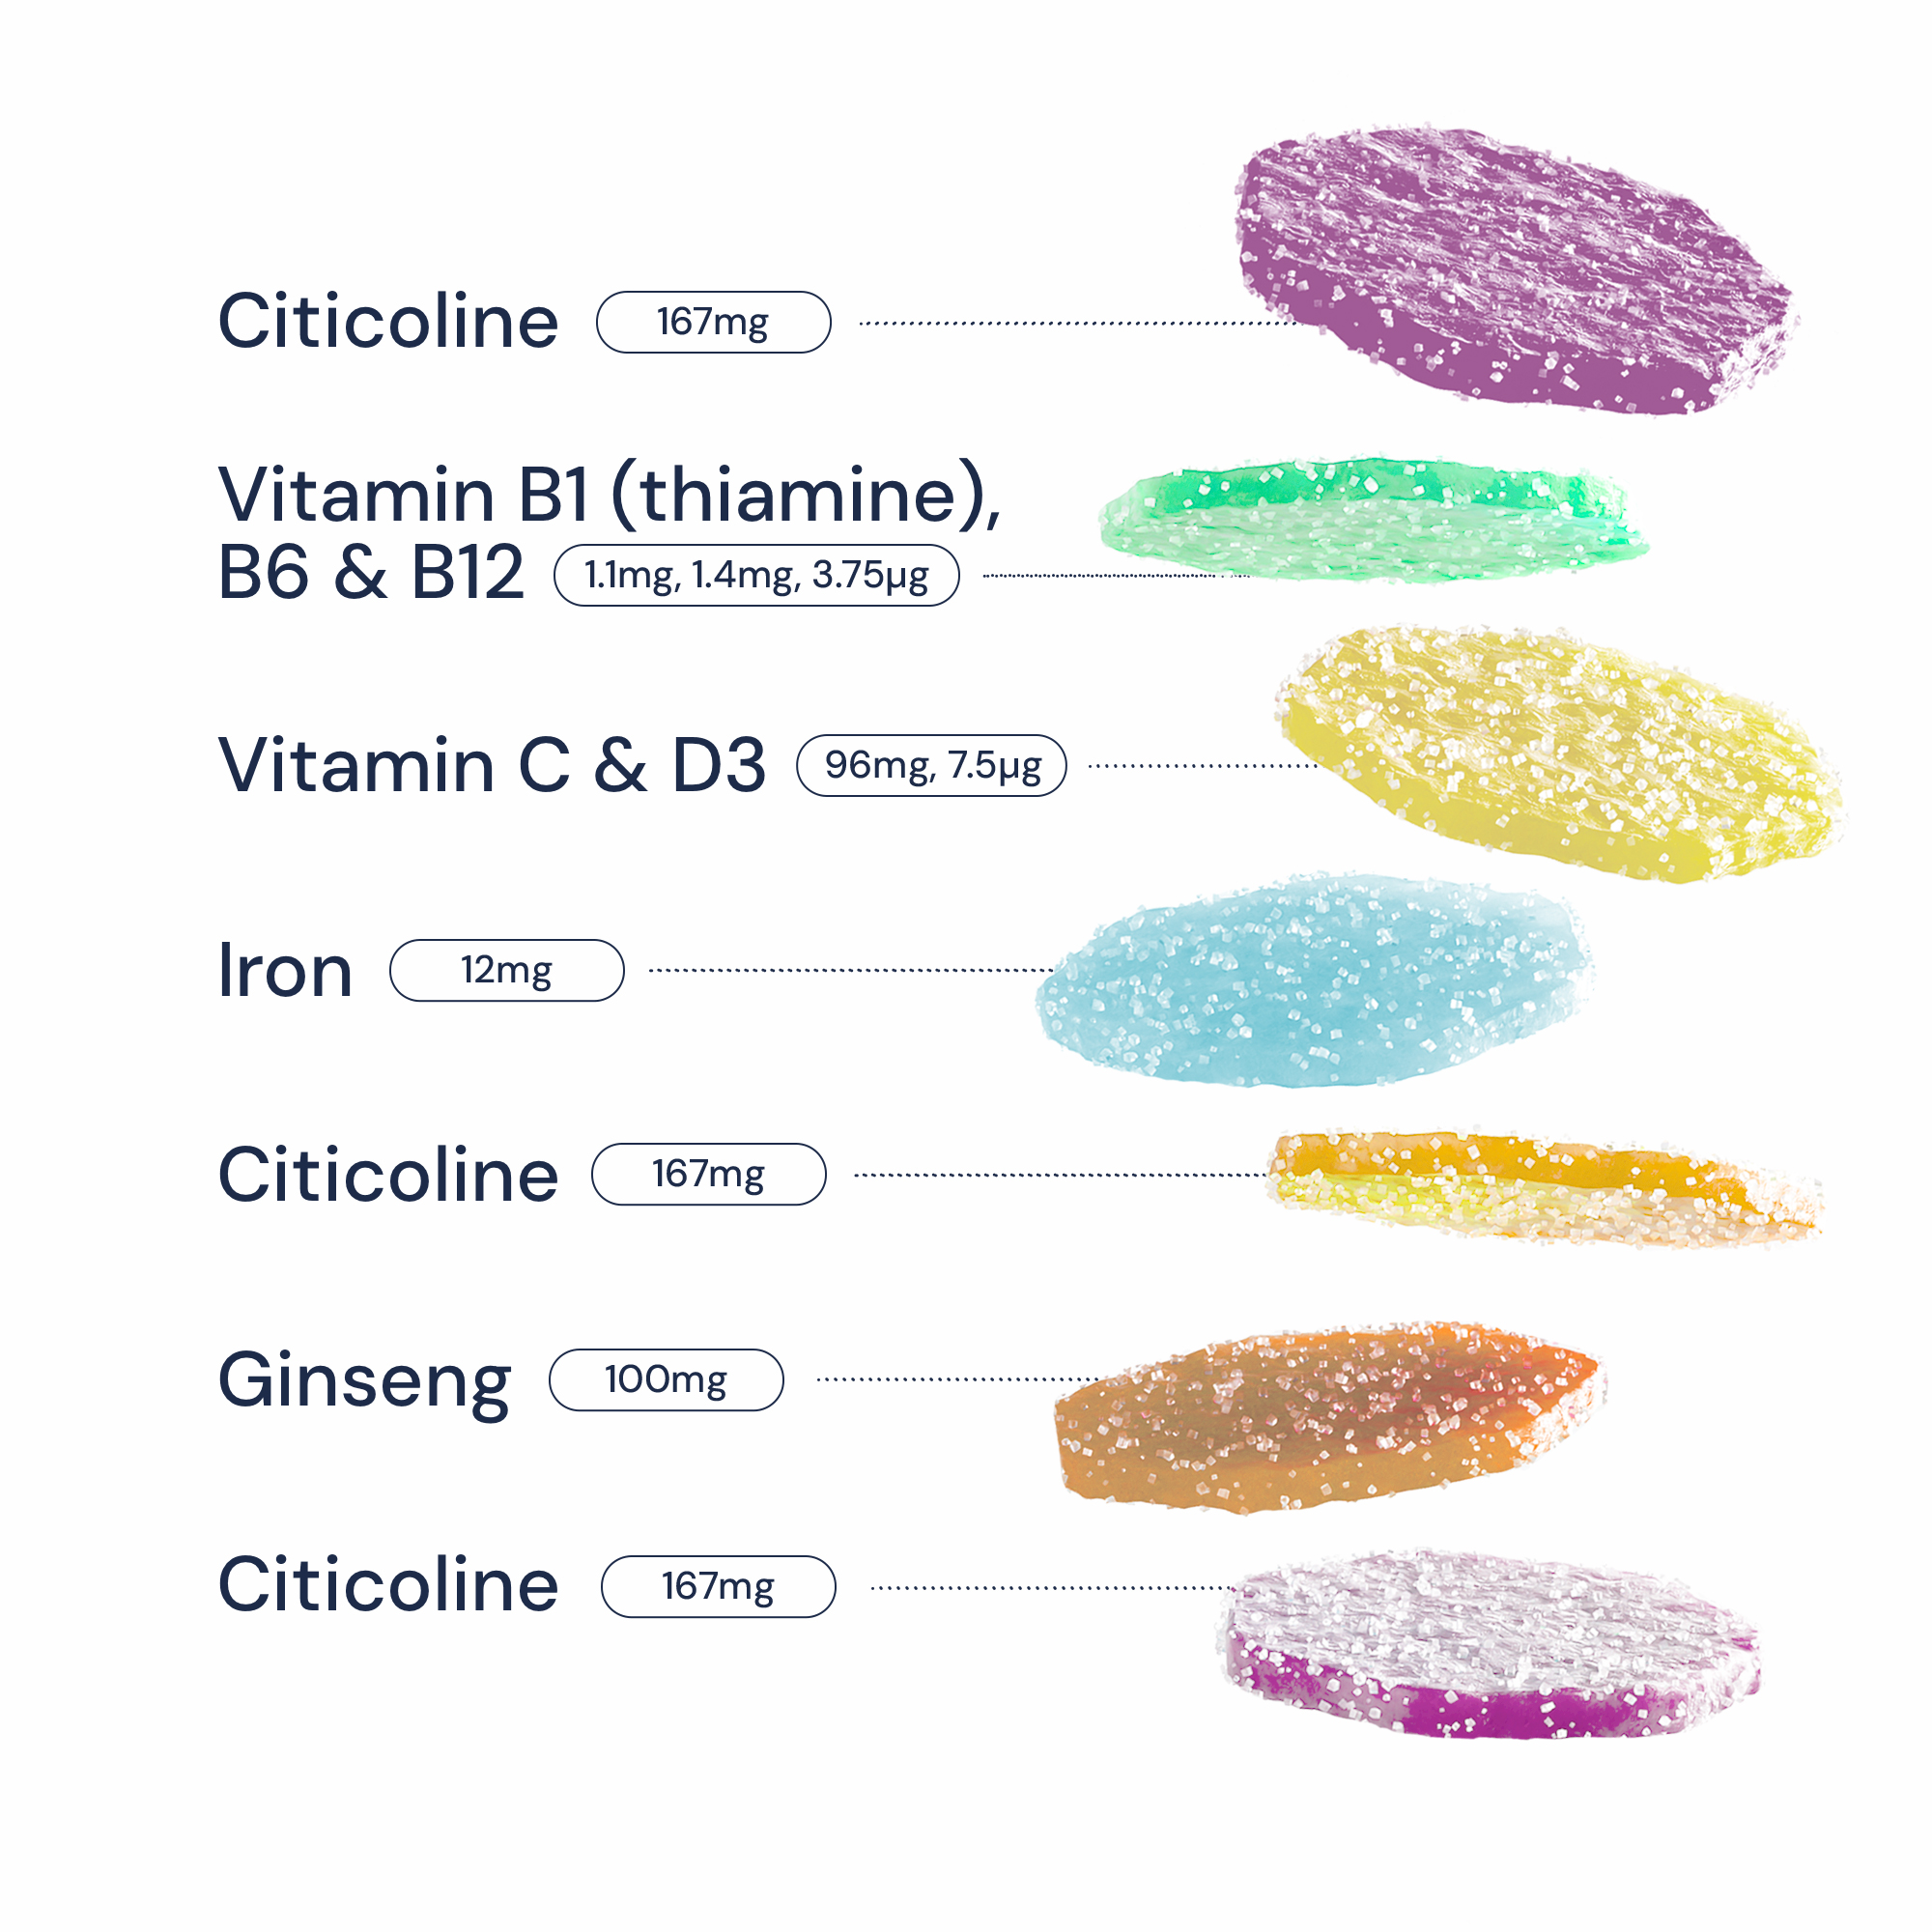 Citicoline 167mg
Vitamin B1 (thiamine),
B6 & B12 1.1mg, 1.4mg, 3.75µg
Vitamin C & D3 96mg, 7.5µg
Iron 12mg
Citicoline 167mg
Ginseng 100mg
Citicoline 167mg